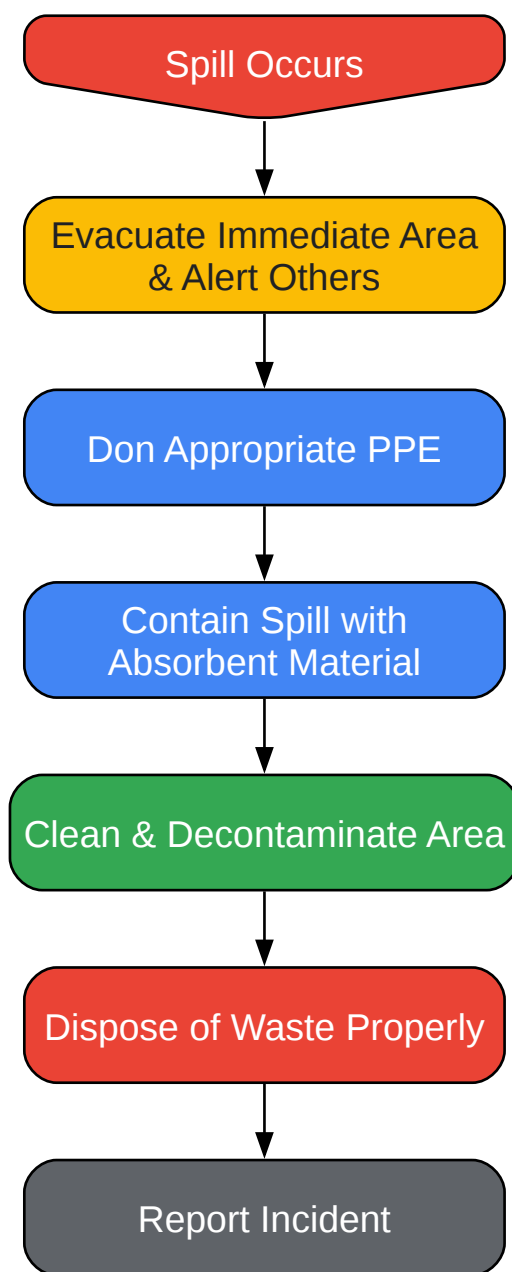 Spill Occurs
Evacuate Immediate Area
& Alert Others
Don Appropriate PPE
Contain Spill with
Absorbent Material
Clean & Decontaminate Area
Dispose of Waste Properly
Report Incident